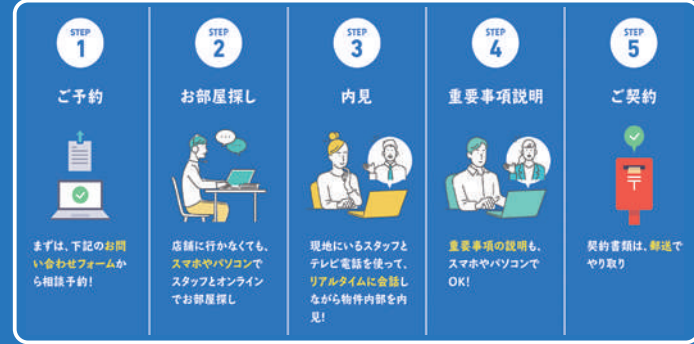 STEP
1
ご予約
まずは、下記のお問
い合わせフォームか
ら相談予約!
STEP
2
お部屋探し
店舗に行かなくても、
スマホやパソコンで
スタッフとオンライン
でお部屋探し
STEP
3
内見
現地にいるスタッフと
テレビ電話を使って、
リアルタイムに会話し
ながら物件内部を内
見!
STEP
4
重要事項説明
重要事項の説明も、
スマホやパソコンで
OK!
STEP
5
ご契約
〒
契約書類は、郵送で
やり取り